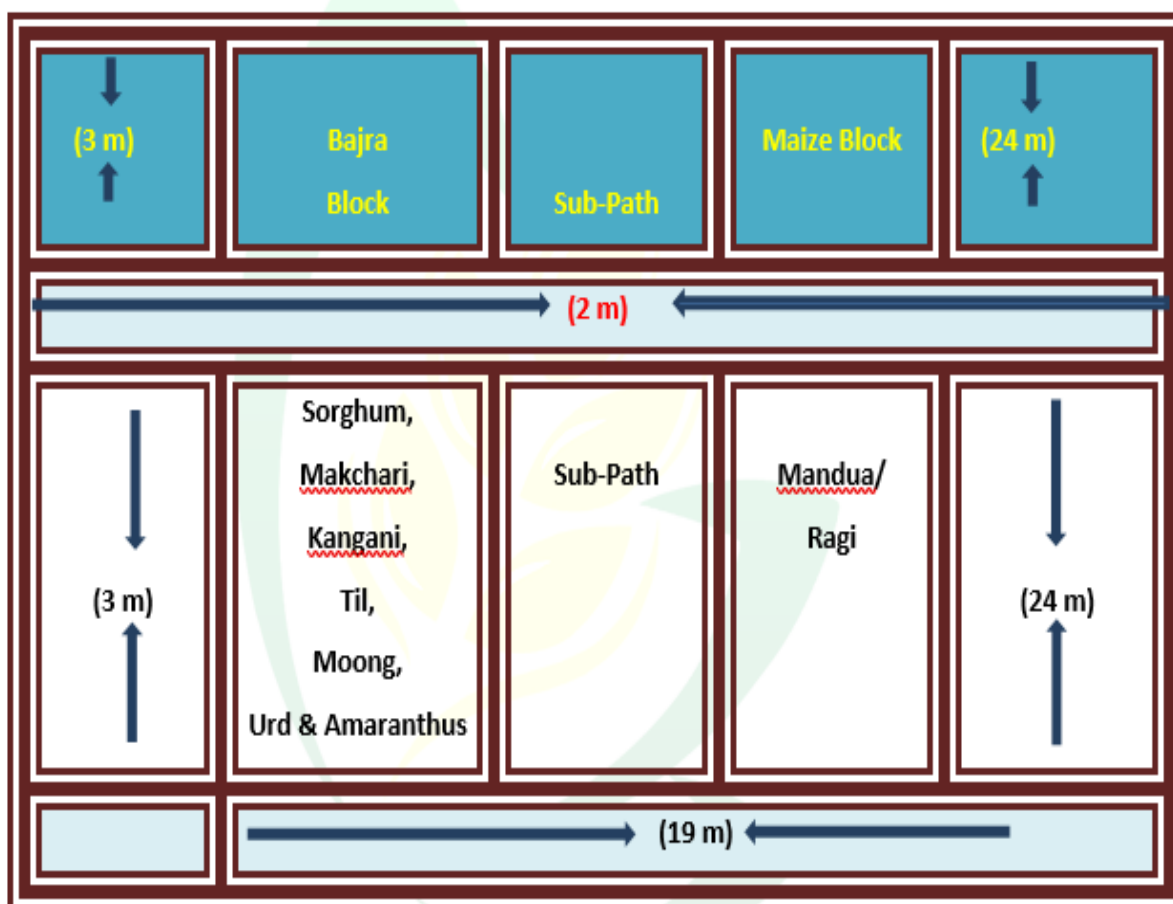 (3 m)
Bajra
Block
Sub-Path
Maize Block
(24 m)
(2 m)
(3 m)
Sorghum,
Makchari,
Kangani,
Til,
Moong,
Urd & Amaranthus
Sub-Path
Mandua/
Ragi
(24 m)
(19 m)